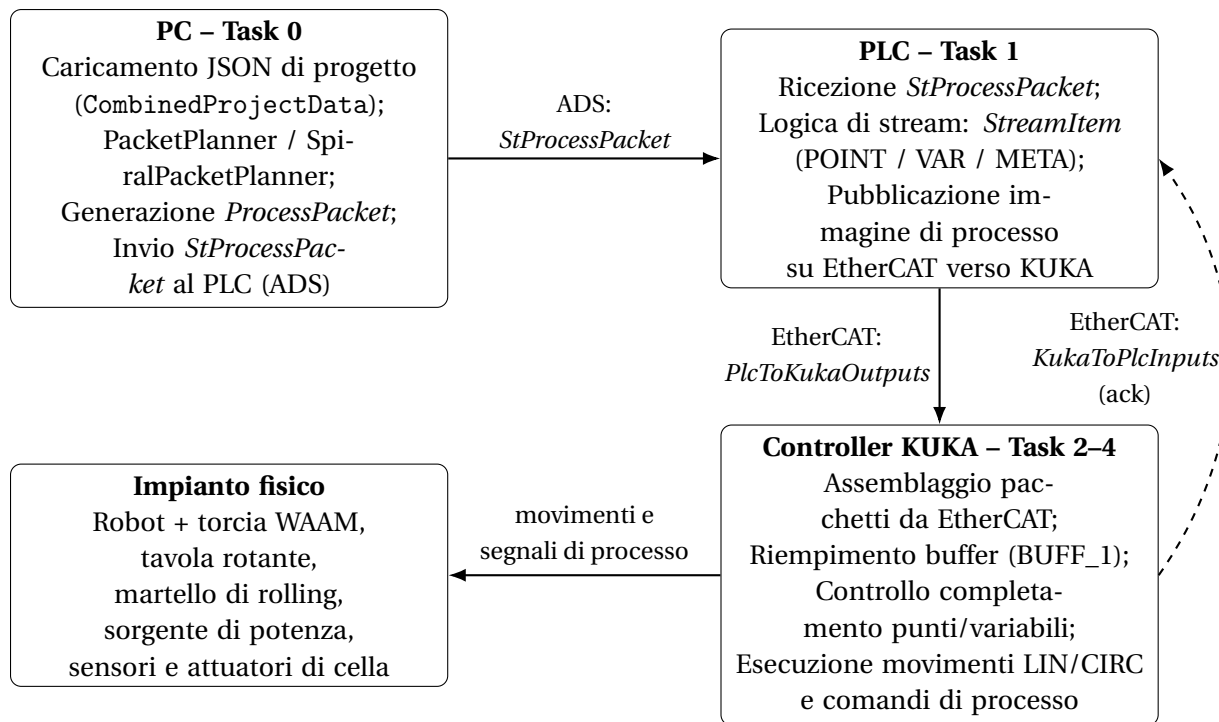 PC – Task 0
Caricamento JSON di progetto
(CombinedProjectData);
PacketPlanner / Spi-
ralPacketPlanner;
Generazione ProcessPacket;
Invio StProcessPac-
ket al PLC (ADS)
ADS:
StProcessPacket
PLC – Task 1
Ricezione StProcessPacket;
Logica di stream: StreamItem
(POINT / VAR / META);
Pubblicazione im-
magine di processo
su EtherCAT verso KUKA
EtherCAT:
PlcToKukaOutputs
EtherCAT:
KukaToPlcInputs
(ack)
Controller KUKA – Task 2–4
Assemblaggio pac-
chetti da EtherCAT;
Riempimento buffer (BUFF_1);
Controllo completa-
mento punti/variabili;
Esecuzione movimenti LIN/CIRC
e comandi di processo
movimenti e
segnali di processo
Impianto fisico
Robot + torcia WAAM,
tavola rotante,
martello di rolling,
sorgente di potenza,
sensori e attuatori di cella